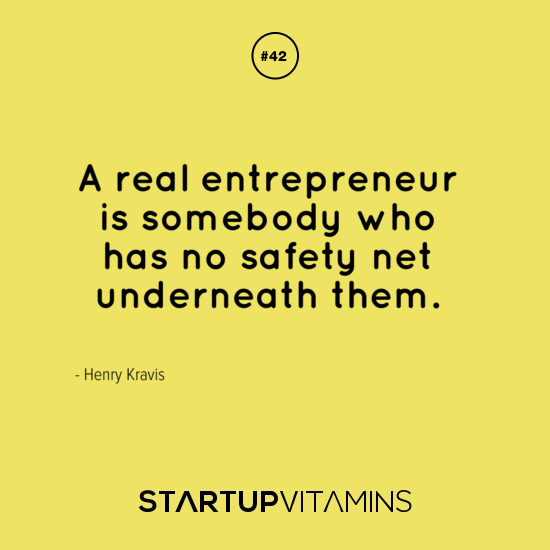 #42
A real entrepreneur
is somebody who
has no safety net
underneath them.
- Henry Kravis
STARTUPVITAMINS